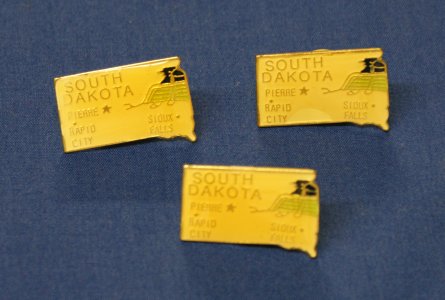 SOUTH
DAKOTA
PIERRE
RAPID
CITY
SIOUX
FALLS
SOUTH
DAKOTA
PIERRE
RAPID
CITY
SIOUX
FALLS
SOUTH
DAKOTA
PIERRE
RAPID
CITY
SIOUX
FALLS